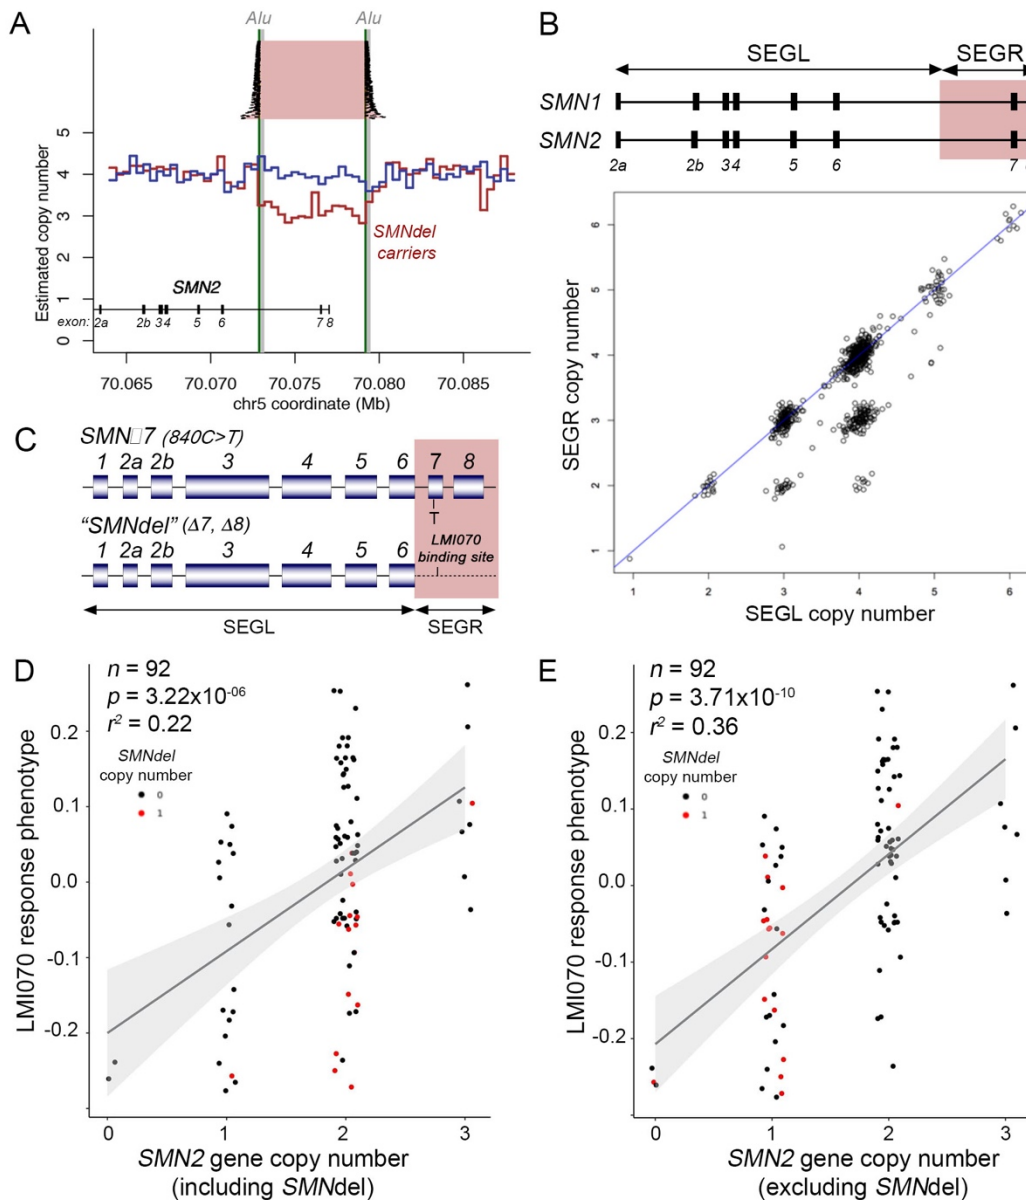 A
Alu Alu
Estimated copy number
5
4
3
2
1
0
SMNdel
carriers
SMN2
exon: 2a 2b 3 4 5 6 7 8
70.065 70.070 70.075 70.080 70.085
chr5 coordinate (Mb)
B
SEGL SEGR
SMN1
SMN2
2a 2b 3 4 5 6 7
SEGR copy number
6
5
4
3
2
1
1 2 3 4 5 6
SEGL copy number
C
SMN□7 (840C>T)
1 2a 2b 3 4 5 6 7 8
T
"SMNdel" (Δ7, Δ8)
LMI070
binding site
1 2a 2b 3 4 5 6
SEGL SEGR
D
n = 92
p = 3.22x10-06
r2 = 0.22
SMNdel
copy number
0
1
LMI070 response phenotype
0.2
0.1
0.0
-0.1
-0.2
0 1 2 3
SMN2 gene copy number
(including SMNdel)
E
n = 92
p = 3.71x10-10
r2 = 0.36
SMNdel
copy number
0
1
LMI070 response phenotype
0.2
0.1
0.0
-0.1
-0.2
0 1 2 3
SMN2 gene copy number
(excluding SMNdel)